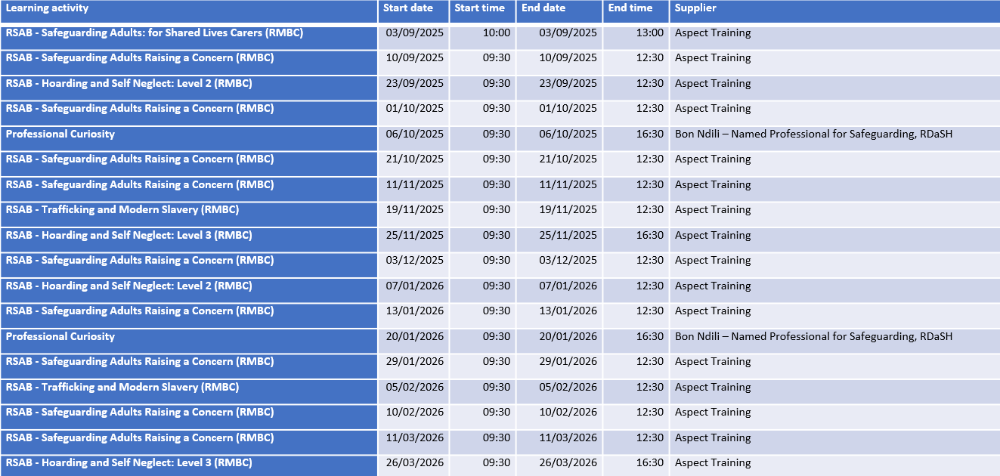 Learning activity Start date Start time End date End time Supplier
RSAB - Safeguarding Adults: for Shared Lives Carers (RMBC) 03/09/2025 10:00 03/09/2025 13:00 Aspect Training
RSAB - Safeguarding Adults Raising a Concern (RMBC) 10/09/2025 09:30 10/09/2025 12:30 Aspect Training
RSAB - Hoarding and Self Neglect: Level 2 (RMBC) 23/09/2025 09:30 23/09/2025 12:30 Aspect Training
RSAB - Safeguarding Adults Raising a Concern (RMBC) 01/10/2025 09:30 01/10/2025 12:30 Aspect Training
Professional Curiosity 06/10/2025 09:30 06/10/2025 16:30 Bon Ndili – Named Professional for Safeguarding, RDaSH
RSAB - Safeguarding Adults Raising a Concern (RMBC) 21/10/2025 09:30 21/10/2025 12:30 Aspect Training
RSAB - Safeguarding Adults Raising a Concern (RMBC) 11/11/2025 09:30 11/11/2025 12:30 Aspect Training
RSAB - Trafficking and Modern Slavery (RMBC) 19/11/2025 09:30 19/11/2025 12:30 Aspect Training
RSAB - Hoarding and Self Neglect: Level 3 (RMBC) 25/11/2025 09:30 25/11/2025 16:30 Aspect Training
RSAB - Safeguarding Adults Raising a Concern (RMBC) 03/12/2025 09:30 03/12/2025 12:30 Aspect Training
RSAB - Hoarding and Self Neglect: Level 2 (RMBC) 07/01/2026 09:30 07/01/2026 12:30 Aspect Training
RSAB - Safeguarding Adults Raising a Concern (RMBC) 13/01/2026 09:30 13/01/2026 12:30 Aspect Training
Professional Curiosity 20/01/2026 09:30 20/01/2026 16:30 Bon Ndili – Named Professional for Safeguarding, RDaSH
RSAB - Safeguarding Adults Raising a Concern (RMBC) 29/01/2026 09:30 29/01/2026 12:30 Aspect Training
RSAB - Trafficking and Modern Slavery (RMBC) 05/02/2026 09:30 05/02/2026 12:30 Aspect Training
RSAB - Safeguarding Adults Raising a Concern (RMBC) 10/02/2026 09:30 10/02/2026 12:30 Aspect Training
RSAB - Safeguarding Adults Raising a Concern (RMBC) 11/03/2026 09:30 11/03/2026 12:30 Aspect Training
RSAB - Hoarding and Self Neglect: Level 3 (RMBC) 26/03/2026 09:30 26/03/2026 16:30 Aspect Training